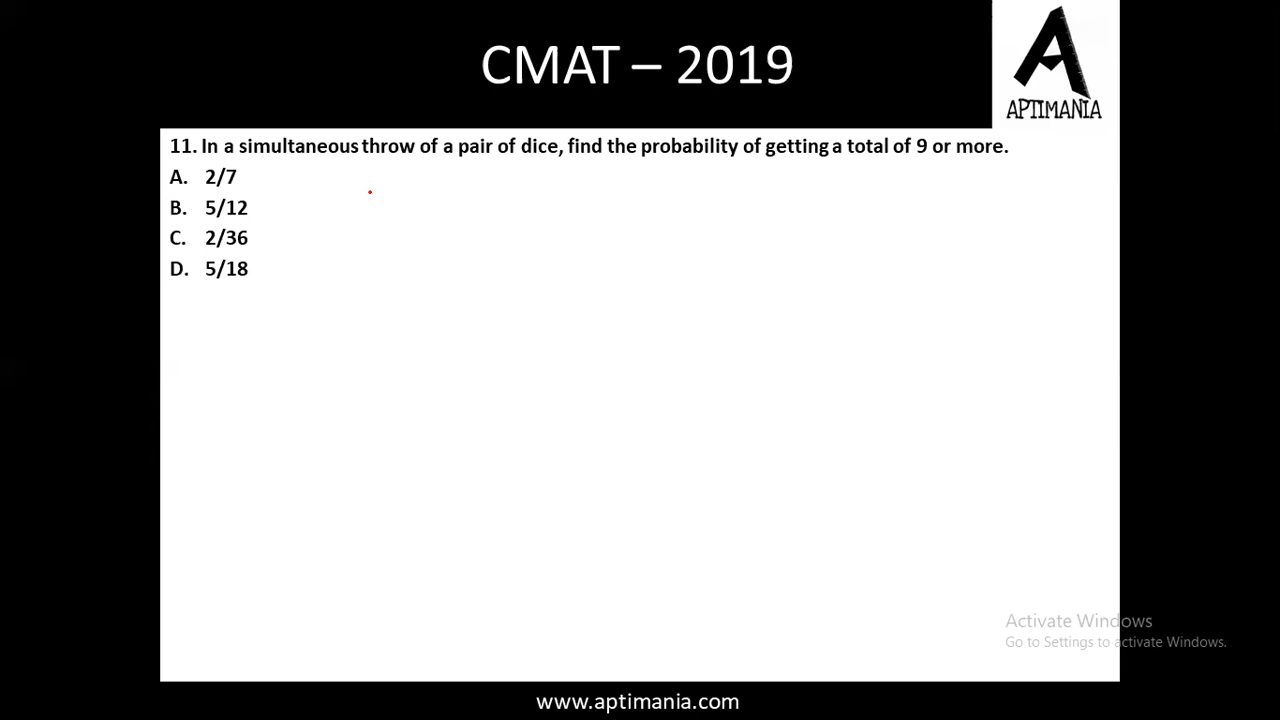 CMAT – 2019
APTIMANIA
11. In a simultaneous throw of a pair of dice, find the probability of getting a total of 9 or more.
A. 2/7
B. 5/12
C. 2/36
D. 5/18
Activate Windows
Go to Settings to activate Windows.
www.aptimania.com